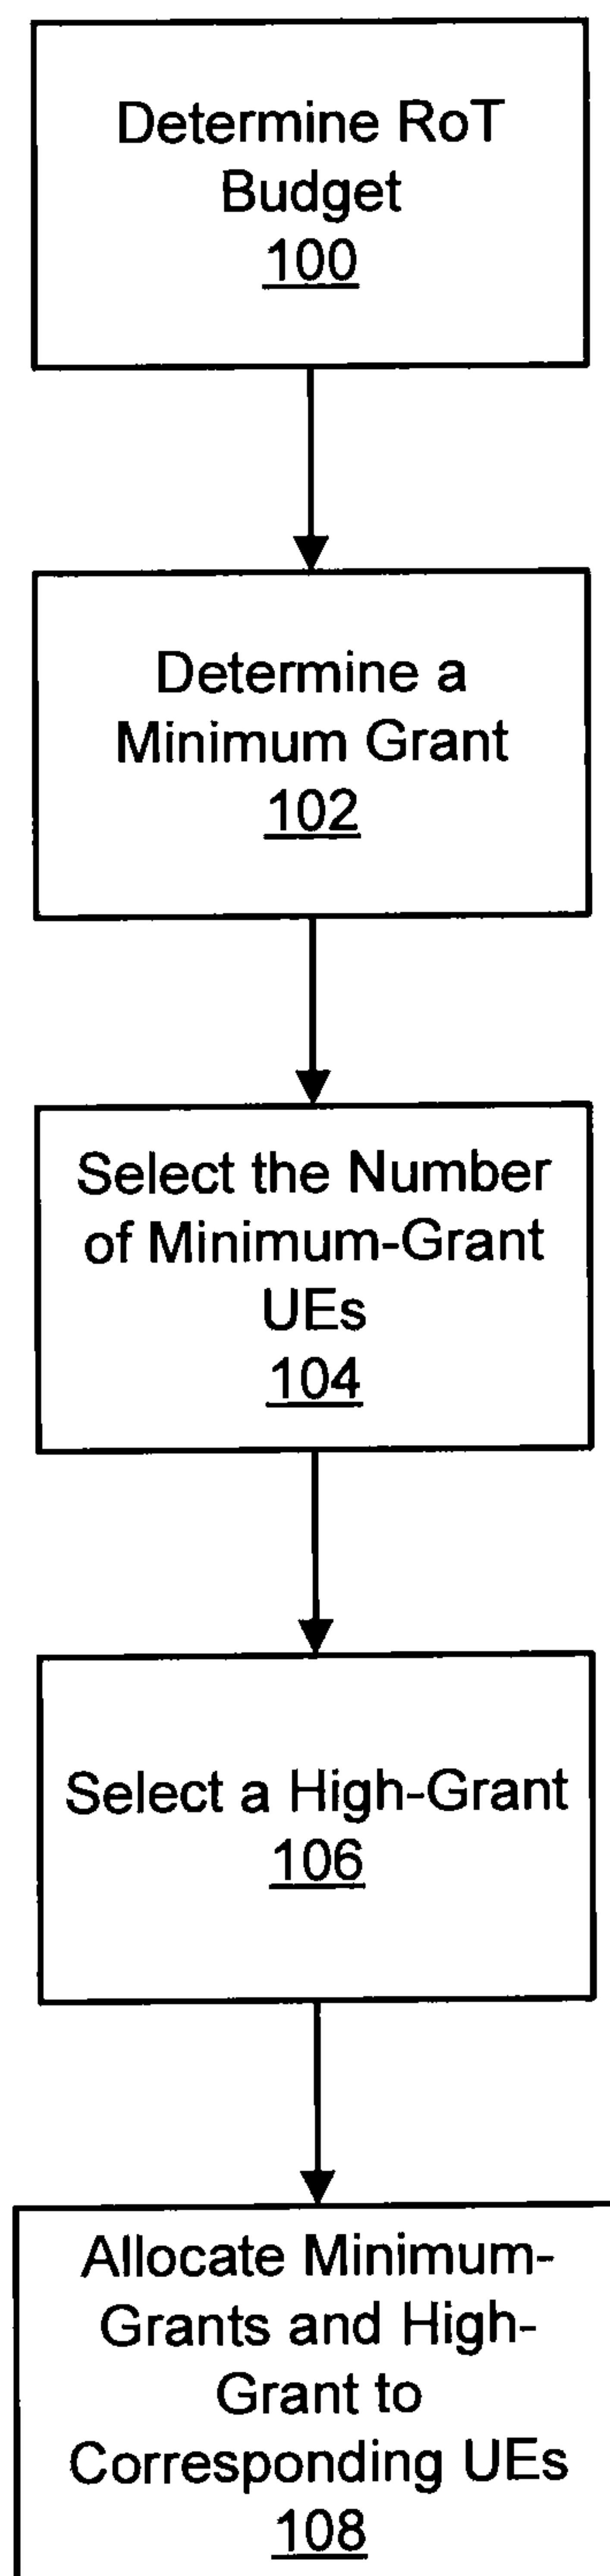 Determine RoT
Budget
100
Determine a
Minimum Grant
102
Select the Number
of Minimum-Grant
UEs
104
Select a High-Grant
106
Allocate Minimum-
Grants and High-
Grant to
Corresponding UEs
108